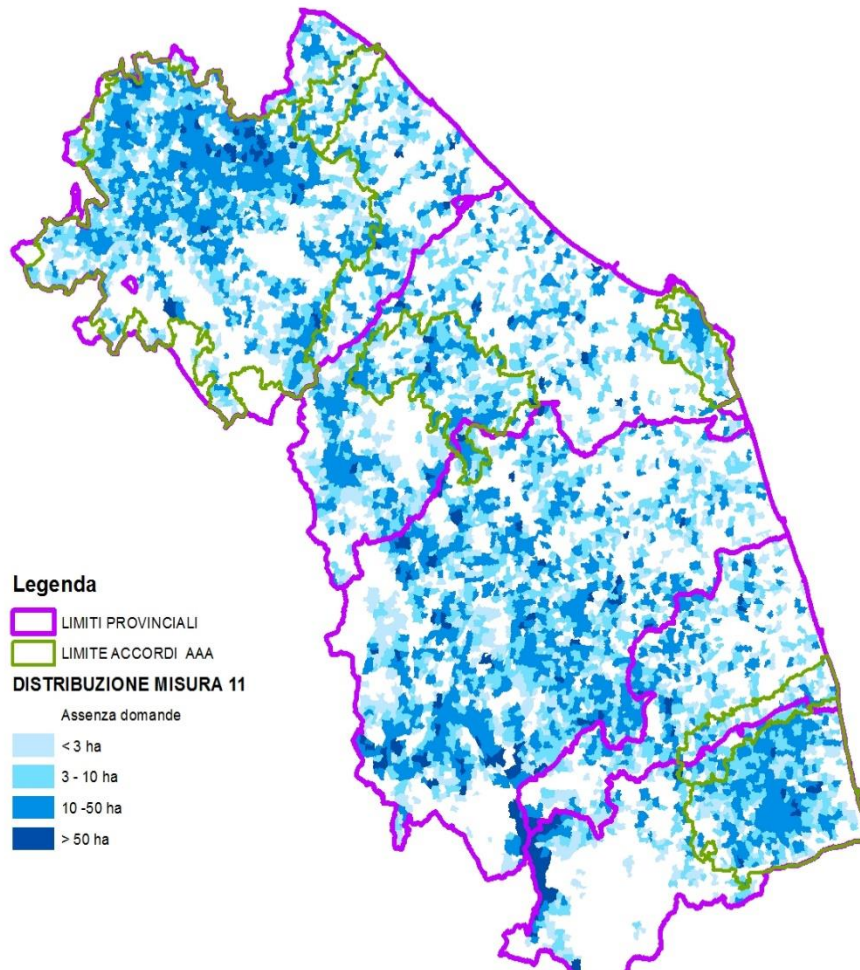 Legenda
LIMITI PROVINCIALI
LIMITE ACCORDI AAA
DISTRIBUZIONE MISURA 11
Assenza domande
< 3 ha
3 - 10 ha
10 -50 ha
> 50 ha